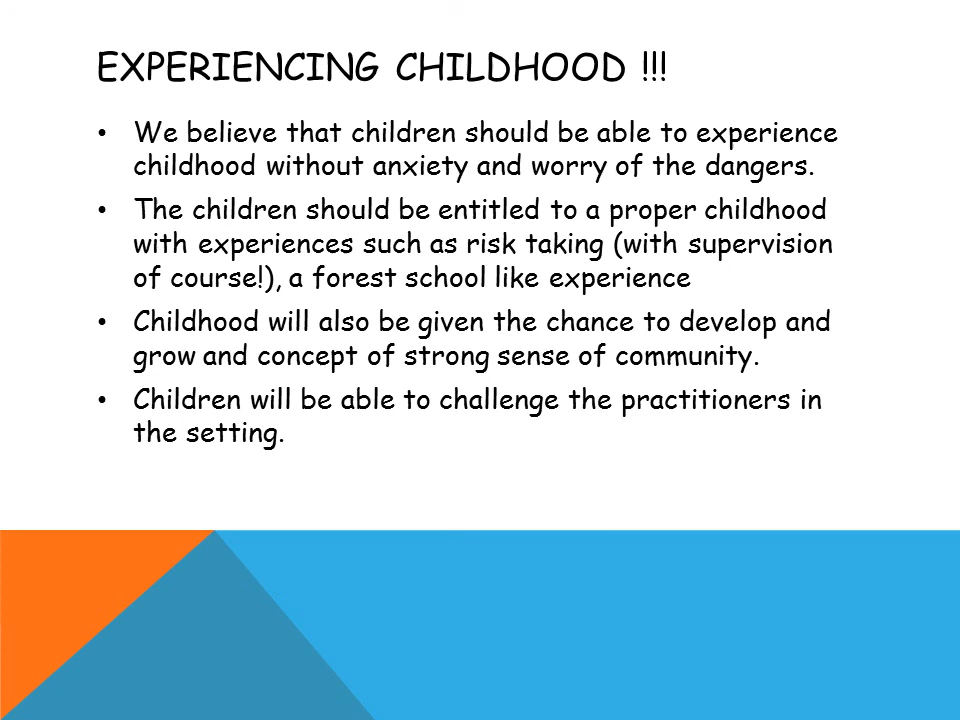 EXPERIENCING CHILDHOOD !!!
• We believe that children should be able to experience
childhood without anxiety and worry of the dangers.
• The children should be entitled to a proper childhood
with experiences such as risk taking (with supervision
of course!), a forest school like experience
• Childhood will also be given the chance to develop and
grow and concept of strong sense of community.
• Children will be able to challenge the practitioners in
the setting.